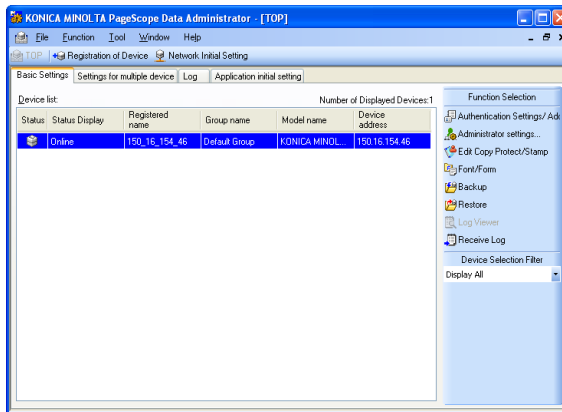 KONICA MINOLTA PageScope Data Administrator - [TOP]
File Function Tool Window Help
TOP Registration of Device Network Initial Setting
Basic Settings Settings for multiple device Log Application initial setting
Device list: Number of Displayed Devices:1
Status Status Display Registered name Group name Model name Device address
Online 150_16_154_46 Default Group KONICA MINOL... 150.16.154.46
Function Selection
Authentication Settings/ Add
Administrator settings...
Edit Copy Protect/Stamp
Font/Form
Backup
Restore
Log Viewer
Receive Log
Device Selection Filter
Display All